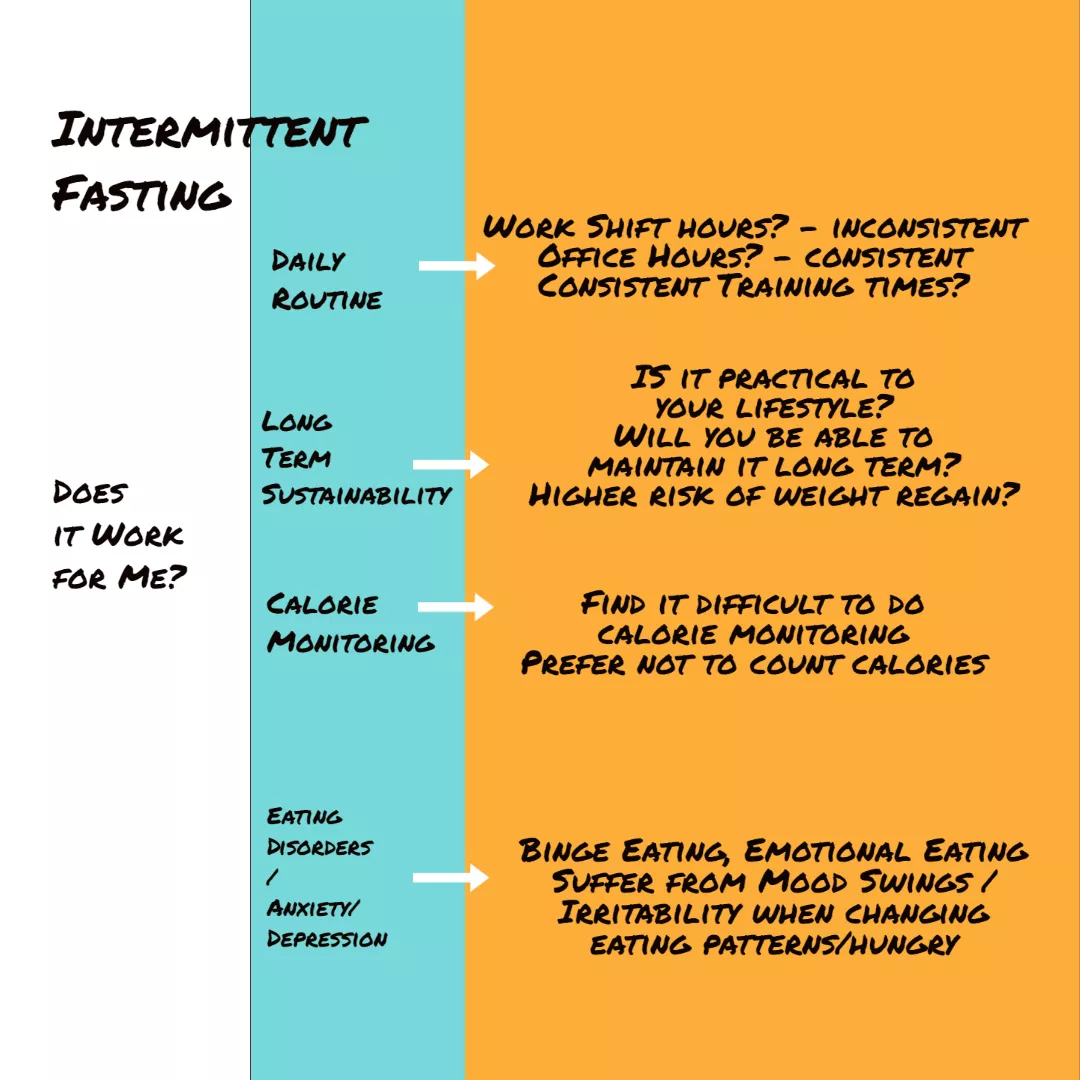 Intermittent
Fasting
Does
it Work
for Me?
Daily
Routine
Work Shift hours? - inconsistent
Office Hours? - consistent
Consistent Training times?
Long
Term
Sustainability
IS it practical to
your lifestyle?
Will you be able to
maintain it long term?
Higher risk of weight regain?
Calorie
Monitoring
Find it difficult to do
calorie monitoring
Prefer not to count calories
Eating
Disorders
/
Anxiety/
Depression
Binge Eating, Emotional Eating
Suffer from Mood Swings /
Irritability when changing
eating patterns/hungry